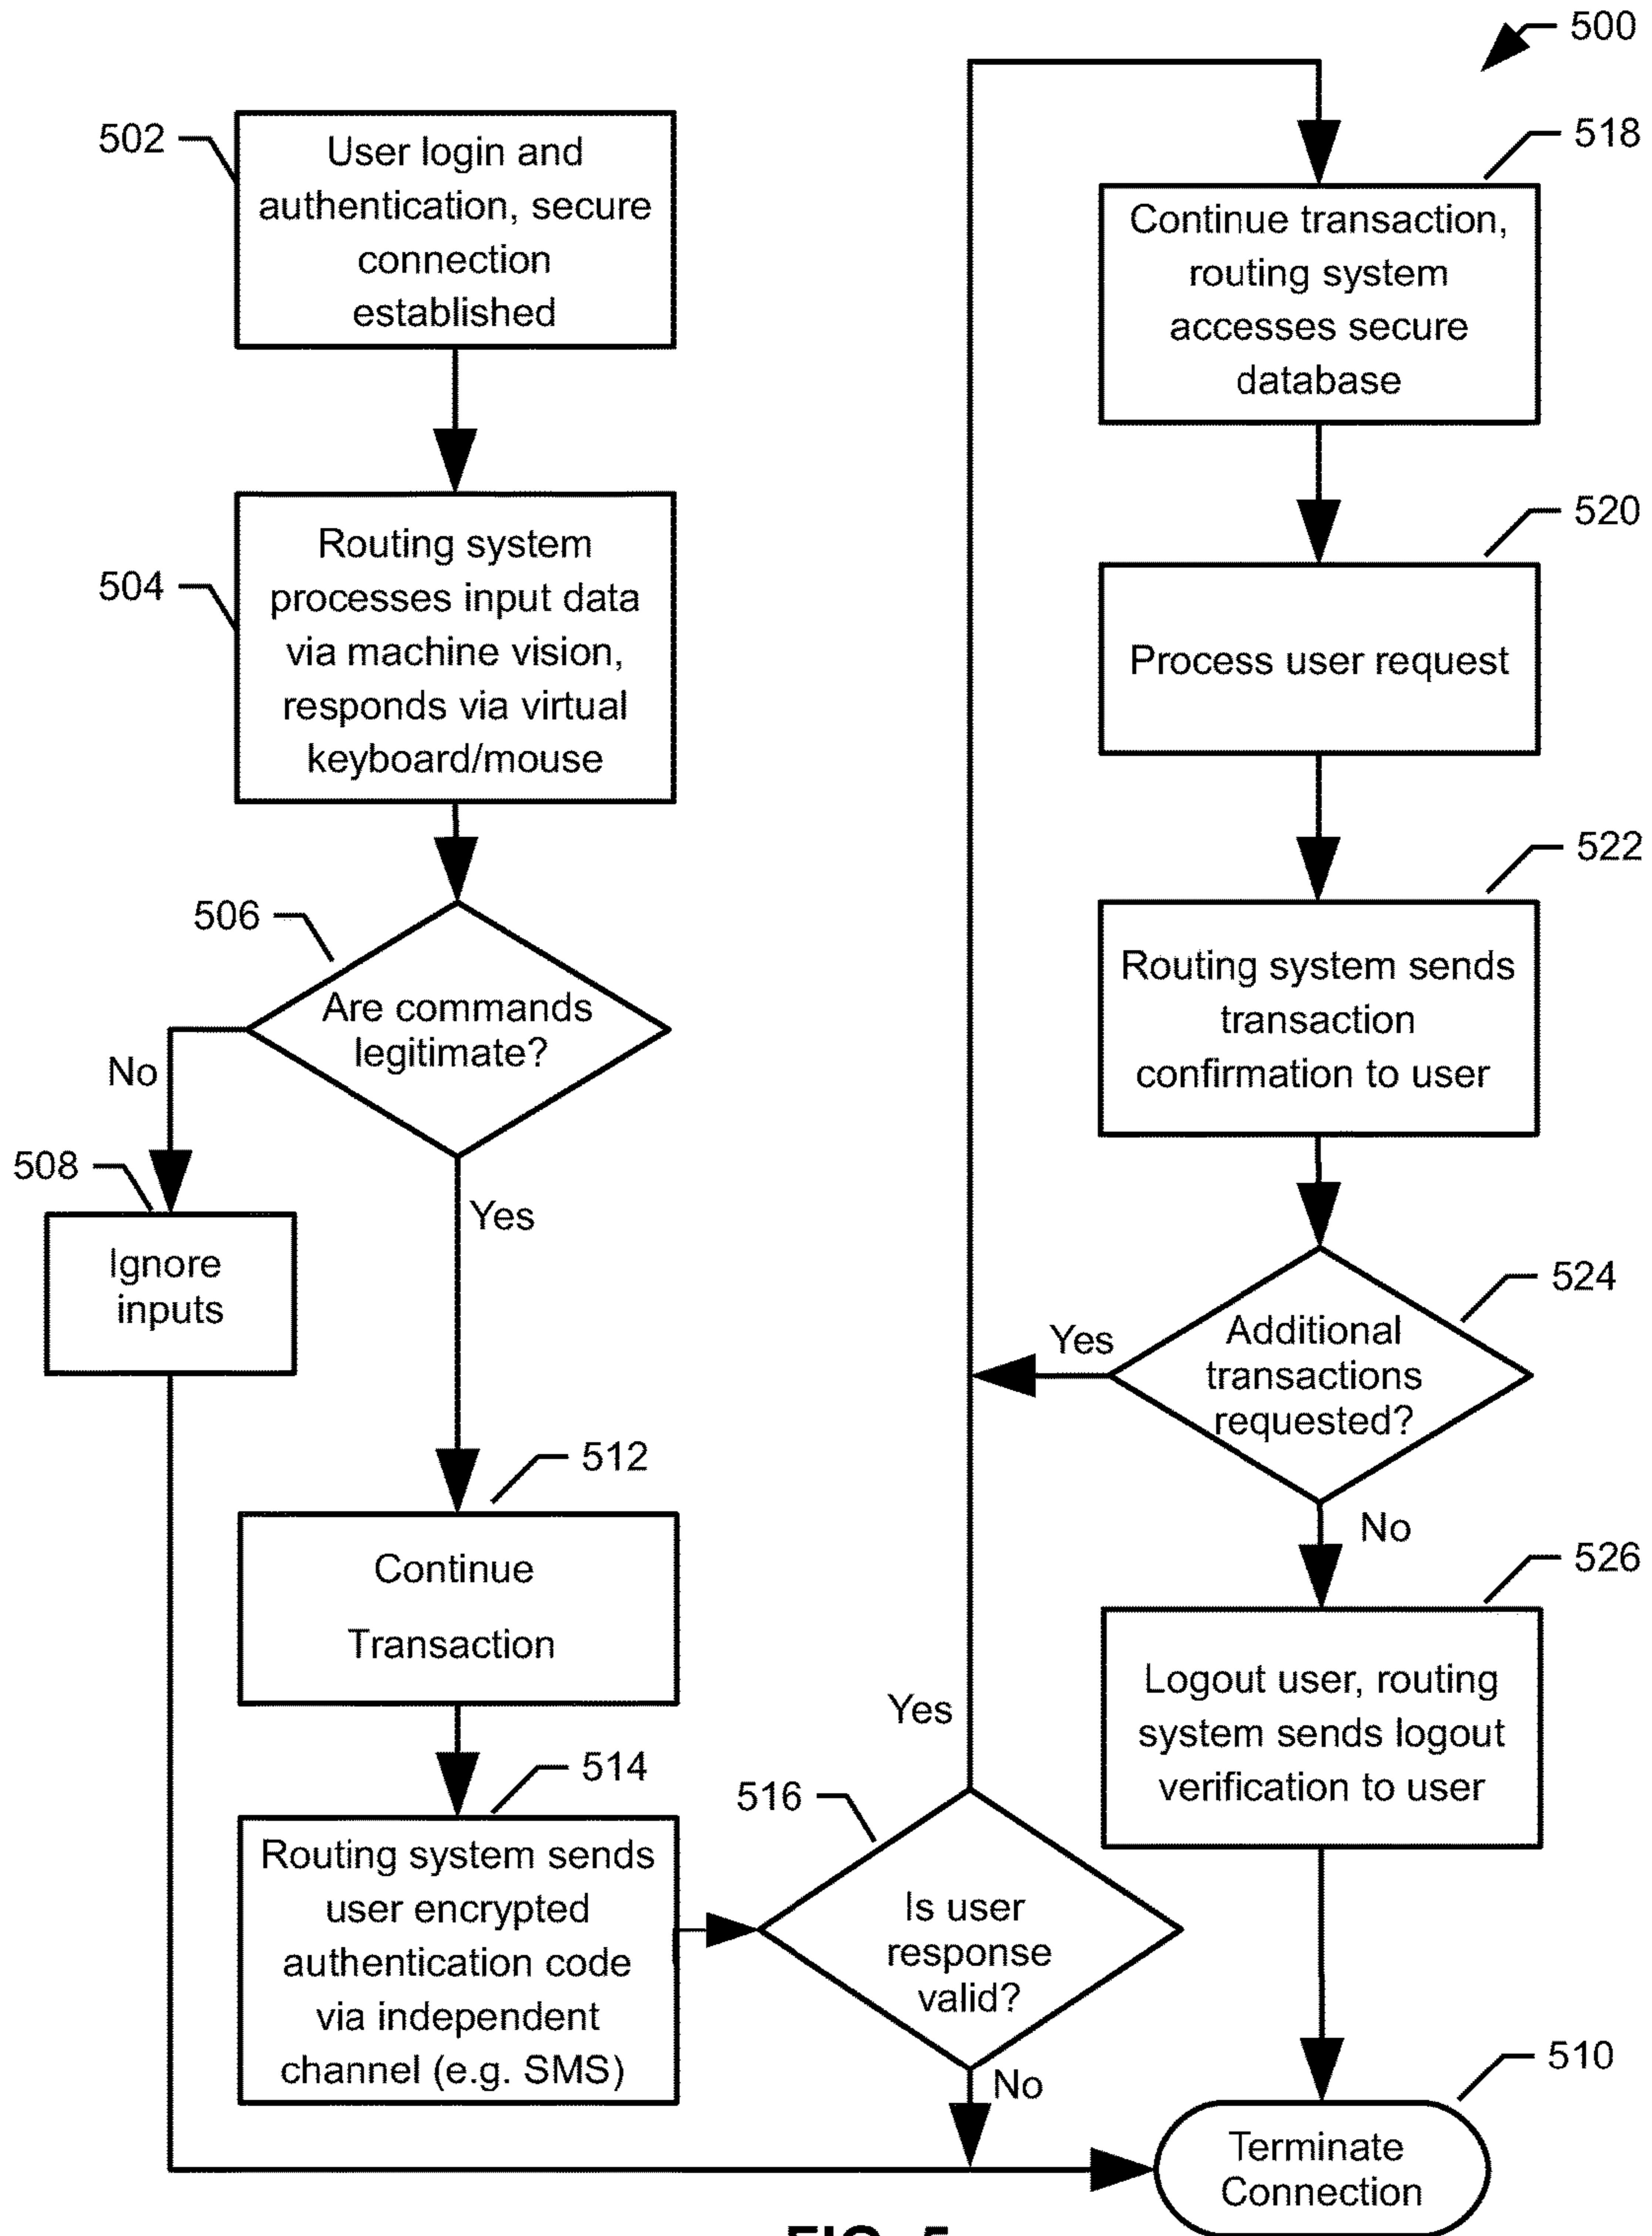 500
502
User login and
authentication, secure
connection
established
504
Routing system
processes input data
via machine vision,
responds via virtual
keyboard/mouse
506
Are commands
legitimate?
No
Yes
508
Ignore
inputs
512
Continue
Transaction
514
Routing system sends
user encrypted
authentication code
via independent
channel (e.g. SMS)
516
Is user
response
valid?
Yes
No
518
Continue transaction,
routing system
accesses secure
database
520
Process user request
522
Routing system sends
transaction
confirmation to user
524
Additional
transactions
requested?
Yes
No
526
Logout user, routing
system sends logout
verification to user
510
Terminate
Connection
FIG. 5